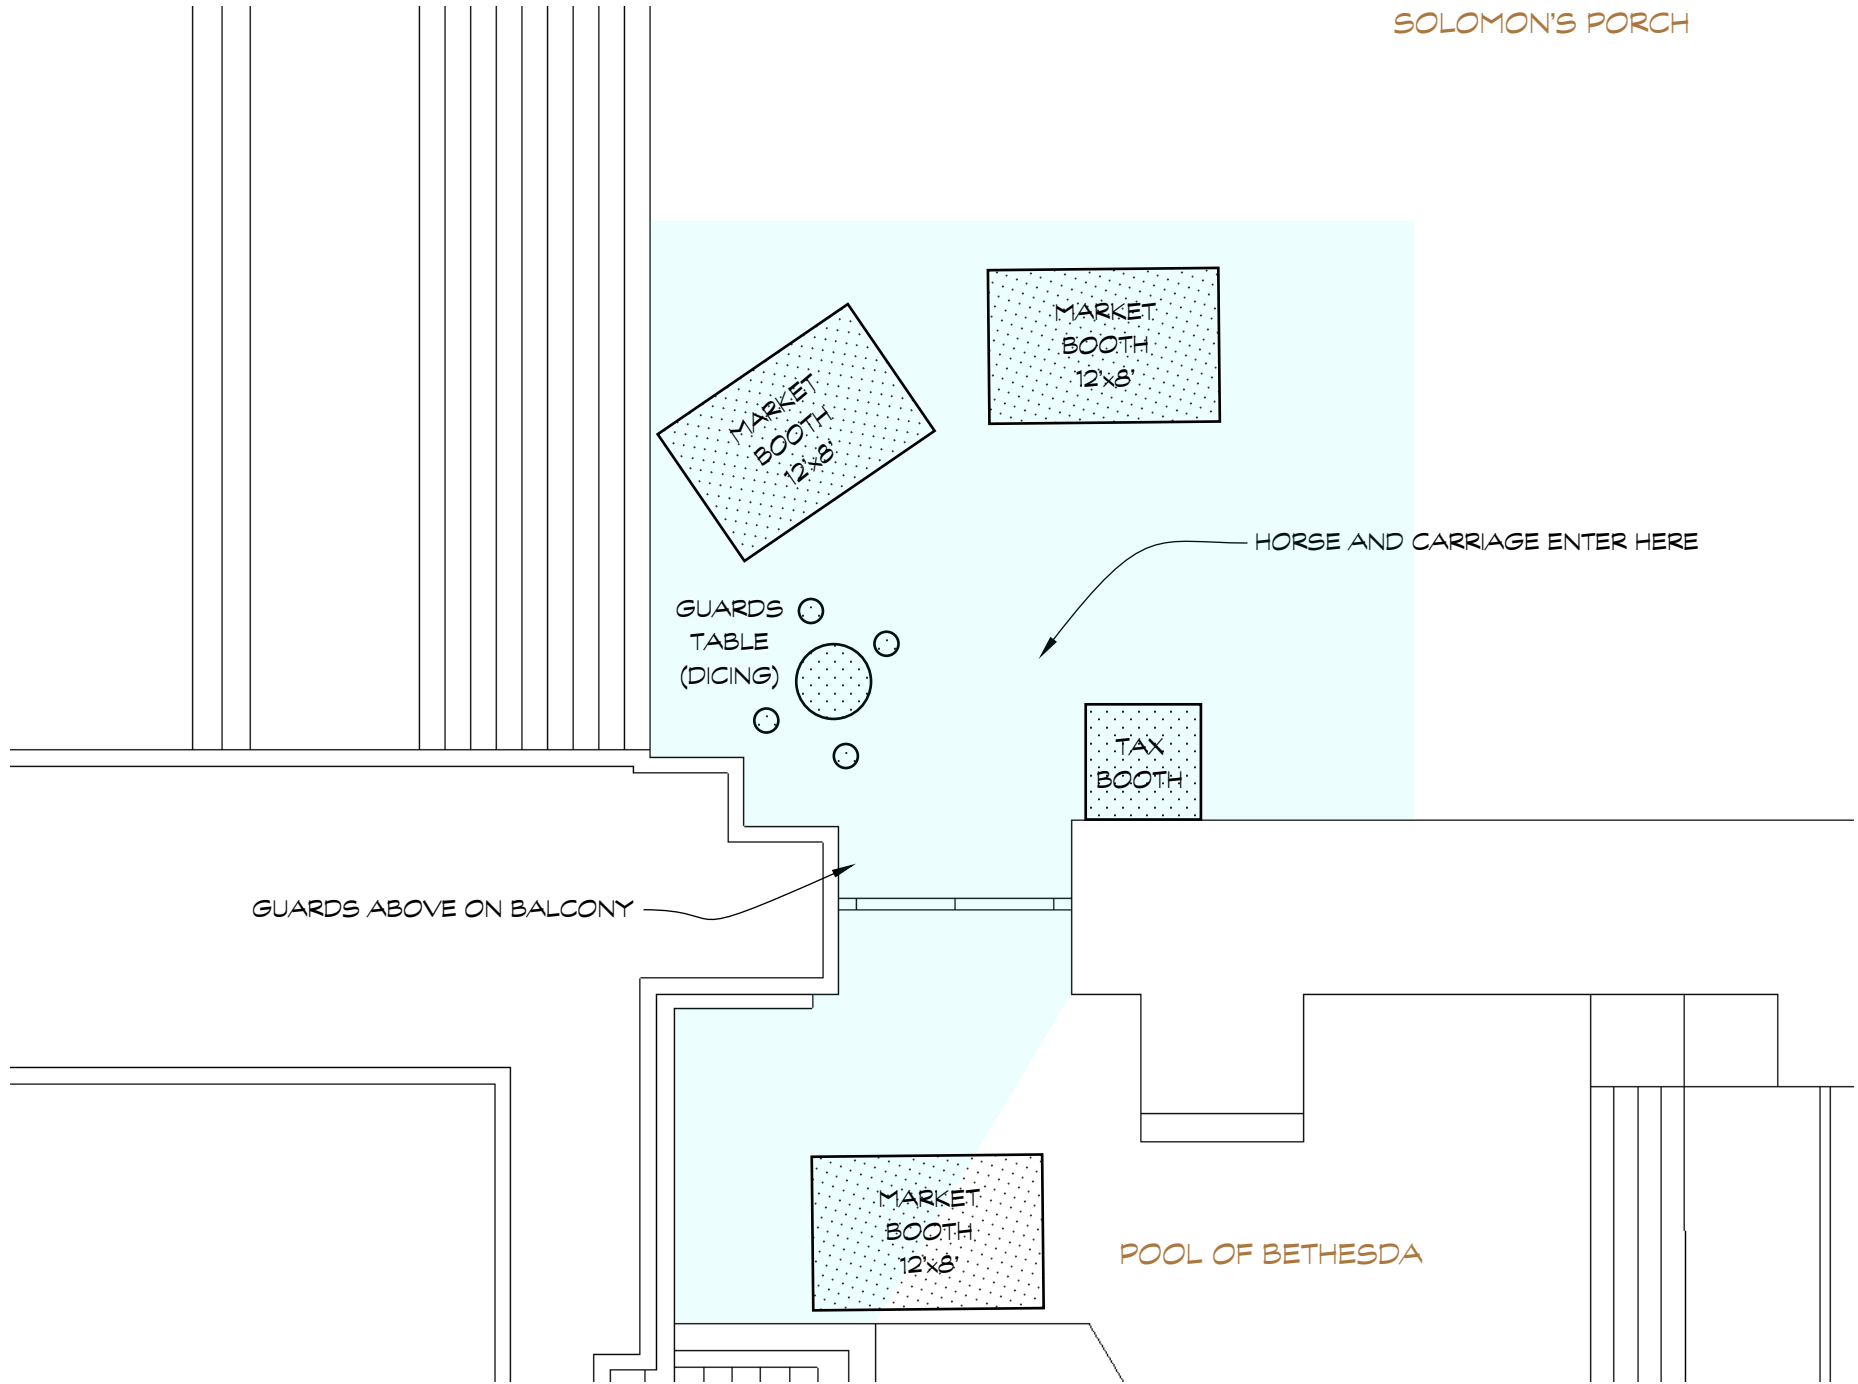 SOLOMON'S PORCH
MARKET
BOOTH
12'x8'
MARKET
BOOTH
12'x8'
HORSE AND CARRIAGE ENTER HERE
GUARDS
TABLE
(DICING)
TAX
BOOTH
GUARDS ABOVE ON BALCONY
MARKET
BOOTH
12'x8'
POOL OF BETHESDA